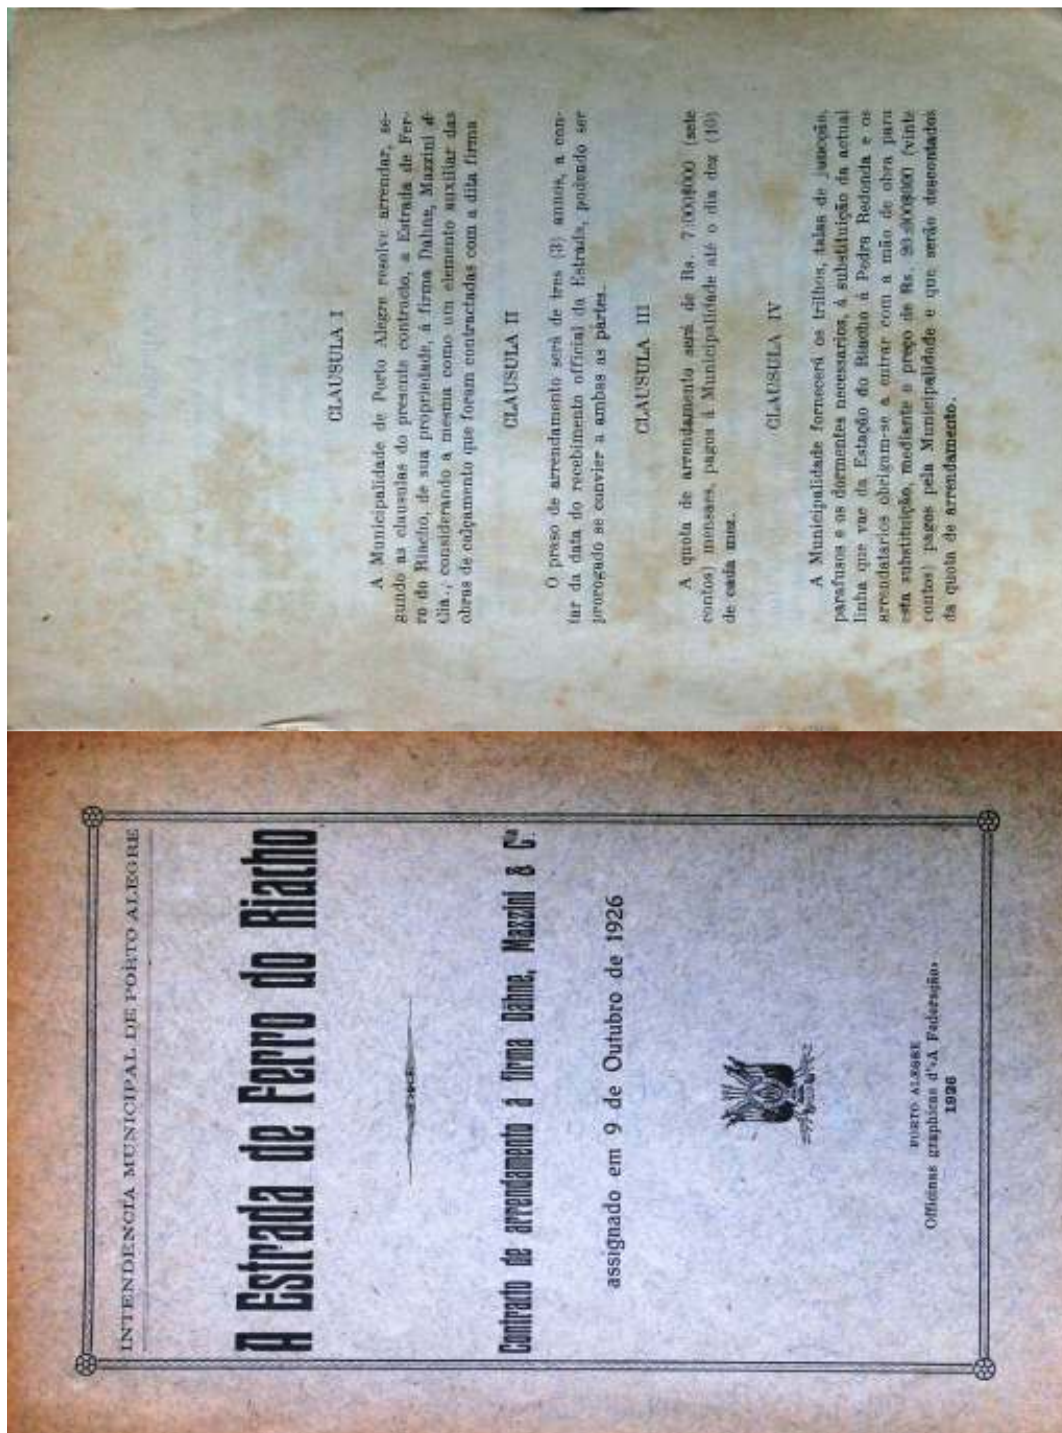 INTENDENCIA MUNICIPAL DE PORTO ALEGRE
A Estrada de Ferro do Riacho
Contracto de arrendamento á firma Dähne, Mazzini & Cia.
assignado em 9 de Outubro de 1926
PORTO ALEGRE
Officinas graphicas d'«A Federação»
1926
CLAUSULA I
A Municipalidade de Porto Alegre resolve arrendar, se-
gundo as clausulas do presente contracto, a Estrada de Fer-
ro do Riacho, de sua propriedade, á firma Dahne, Mazzini &
Cia., considerando a mesma como um elemento auxiliar das
obras de calçamento que foram contractadas com a dita firma
CLAUSULA II
O praso de arrendamento será de tres (3) annos, a con-
tar da data do recebimento official da Estrada, podendo ser
prorogado se convier a ambas as partes.
CLAUSULA III
A quota de arrendamento será de Rs. 7:000$000 (sete
contos) mensaes, pagos á Municipalidade até o dia dez (10)
de cada mez.
CLAUSULA IV
A Municipalidade fornecerá os trilhos, talas de juncção,
parafusos e os dormentes necessarios, á substituição da actual
linha que vae da Estação do Riacho á Pedra Redonda e os
arrendatarios obrigam-se a entrar com a mão de obra para
esta substituição, mediante o preço de Rs. 20:000$000 (vinte
contos) pagos pela Municipalidade e que serão descontados
da quota de arrendamento.